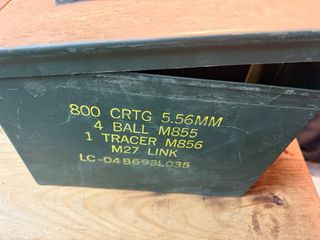 800 CRTG 5.56MM
4 BALL M855
1 TRACER M856
M27 LINK
LC-04B693L035